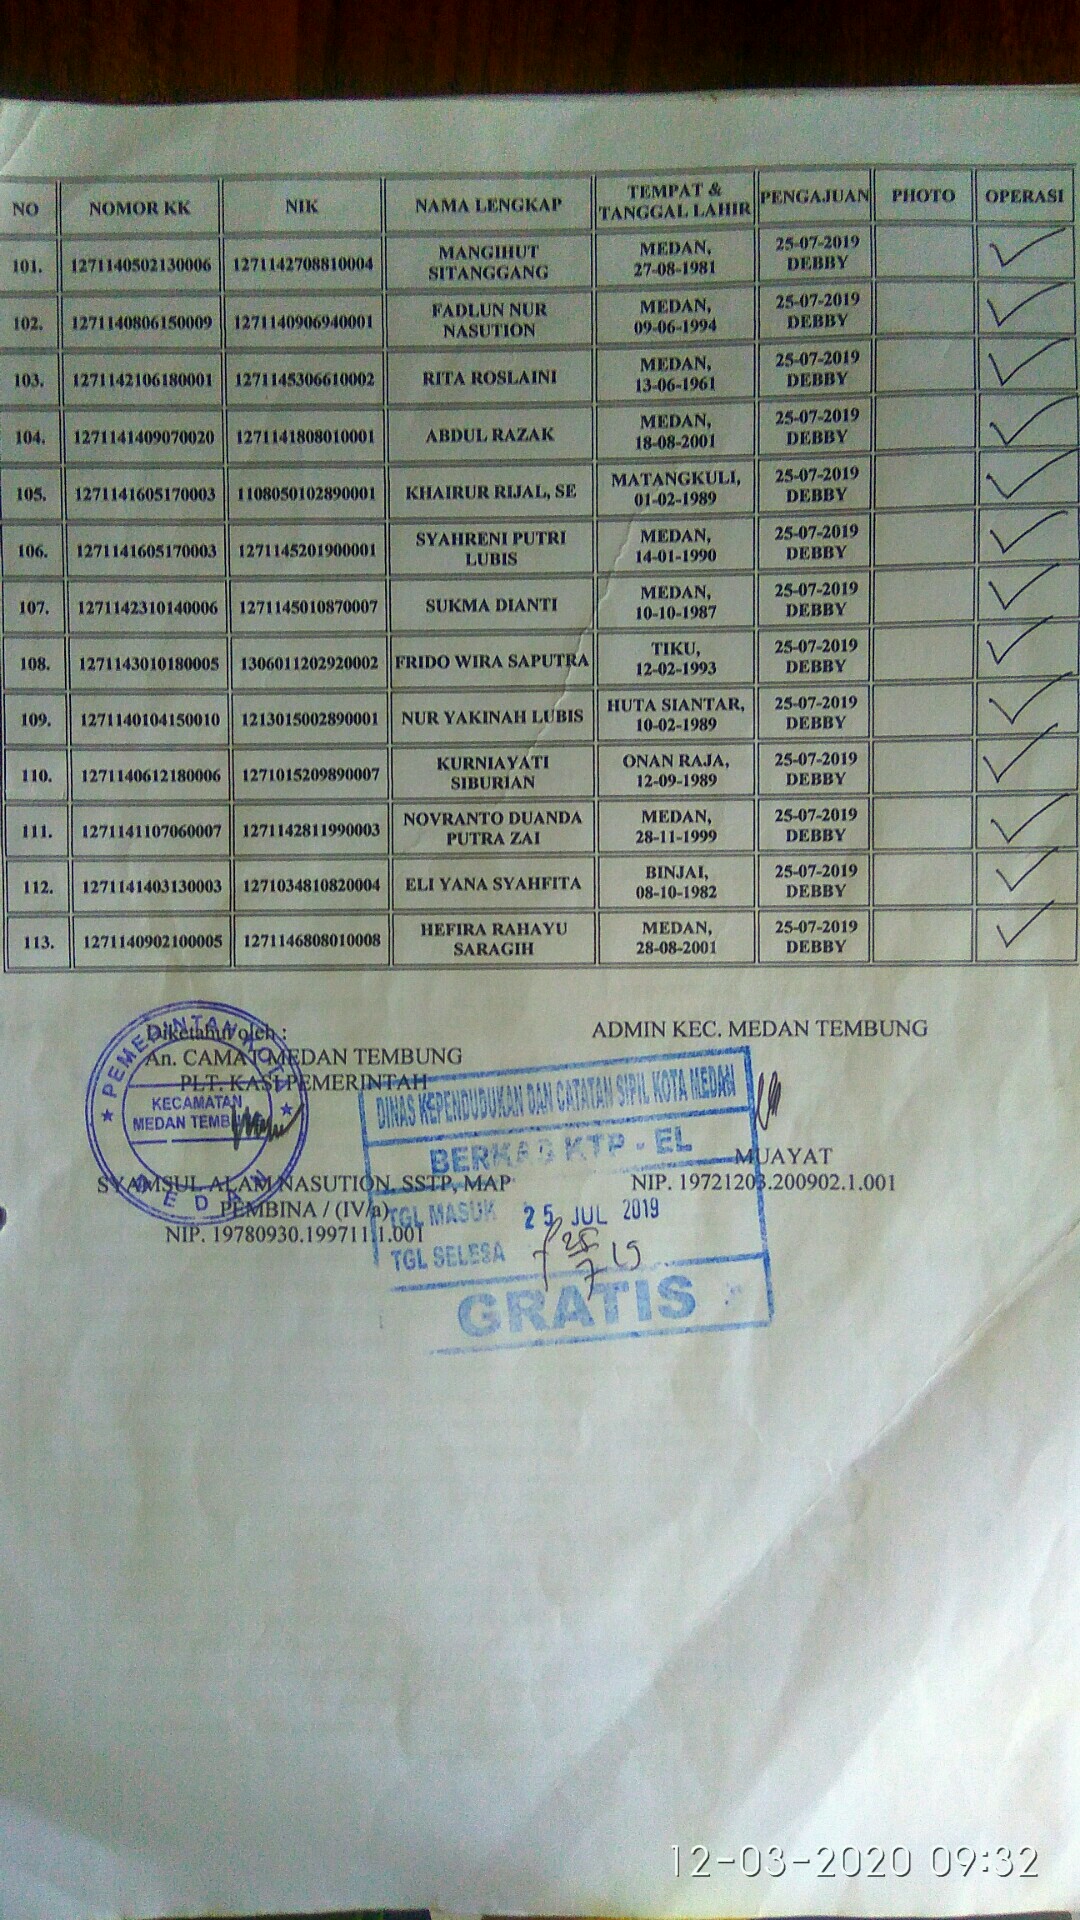 NO NOMOR KK NIK NAMA LENGKAP TEMPAT & TANGGAL LAHIR PENGAJUAN PHOTO OPERASI
101. 1271140502130006 1271142708810004 MANGIHUT SITANGGANG MEDAN, 27-08-1981 25-07-2019 DEBBY
102. 1271140806150009 1271140906940001 FADLUN NUR NASUTION MEDAN, 09-06-1994 25-07-2019 DEBBY
103. 1271142106180001 1271145306610002 RITA ROSLAINI MEDAN, 13-06-1961 25-07-2019 DEBBY
104. 1271141409070020 1271141808010001 ABDUL RAZAK MEDAN, 18-08-2001 25-07-2019 DEBBY
105. 1271141605170003 1108050102890001 KHAIRUR RIJAL, SE MATANGKULI, 01-02-1989 25-07-2019 DEBBY
106. 1271141605170003 1271145201900001 SYAHRENI PUTRI LUBIS MEDAN, 14-01-1990 25-07-2019 DEBBY
107. 1271142310140006 1271145010870007 SUKMA DIANTI MEDAN, 10-10-1987 25-07-2019 DEBBY
108. 1271143010180005 1306011202920002 FRIDO WIRA SAPUTRA TIKU, 12-02-1993 25-07-2019 DEBBY
109. 1271140104150010 1213015002890001 NUR YAKINAH LUBIS HUTA SIANTAR, 10-02-1989 25-07-2019 DEBBY
110. 1271140612180006 1271015209890007 KURNIAYATI SIBURIAN ONAN RAJA, 12-09-1989 25-07-2019 DEBBY
111. 1271141107060007 1271142811990003 NOVRANTO DUANDA PUTRA ZAI MEDAN, 28-11-1999 25-07-2019 DEBBY
112. 1271141403130003 1271034810820004 ELI YANA SYAHFITA BINJAI, 08-10-1982 25-07-2019 DEBBY
113. 1271140902100005 1271146808010008 HEFIRA RAHAYU SARAGIH MEDAN, 28-08-2001 25-07-2019 DEBBY
Diketahui oleh :
An. CAMAT MEDAN TEMBUNG
PLT. KASI PEMERINTAH
SYAMSUL ALAM NASUTION, SSTP, MAP
PEMBINA / (IV/a)
NIP. 19780930.199711.1.001
ADMIN KEC. MEDAN TEMBUNG
MUAYAT
NIP. 19721203.200902.1.001
PEMERINTAH KOTA
KECAMATAN
MEDAN TEMBUNG
MEDAN
DINAS KEPENDUDUKAN DAN CATATAN SIPIL KOTA MEDAN
BERKAS KTP - EL
TGL MASUK 25 JUL 2019
TGL SELESA
GRATIS
12-03-2020 09:32